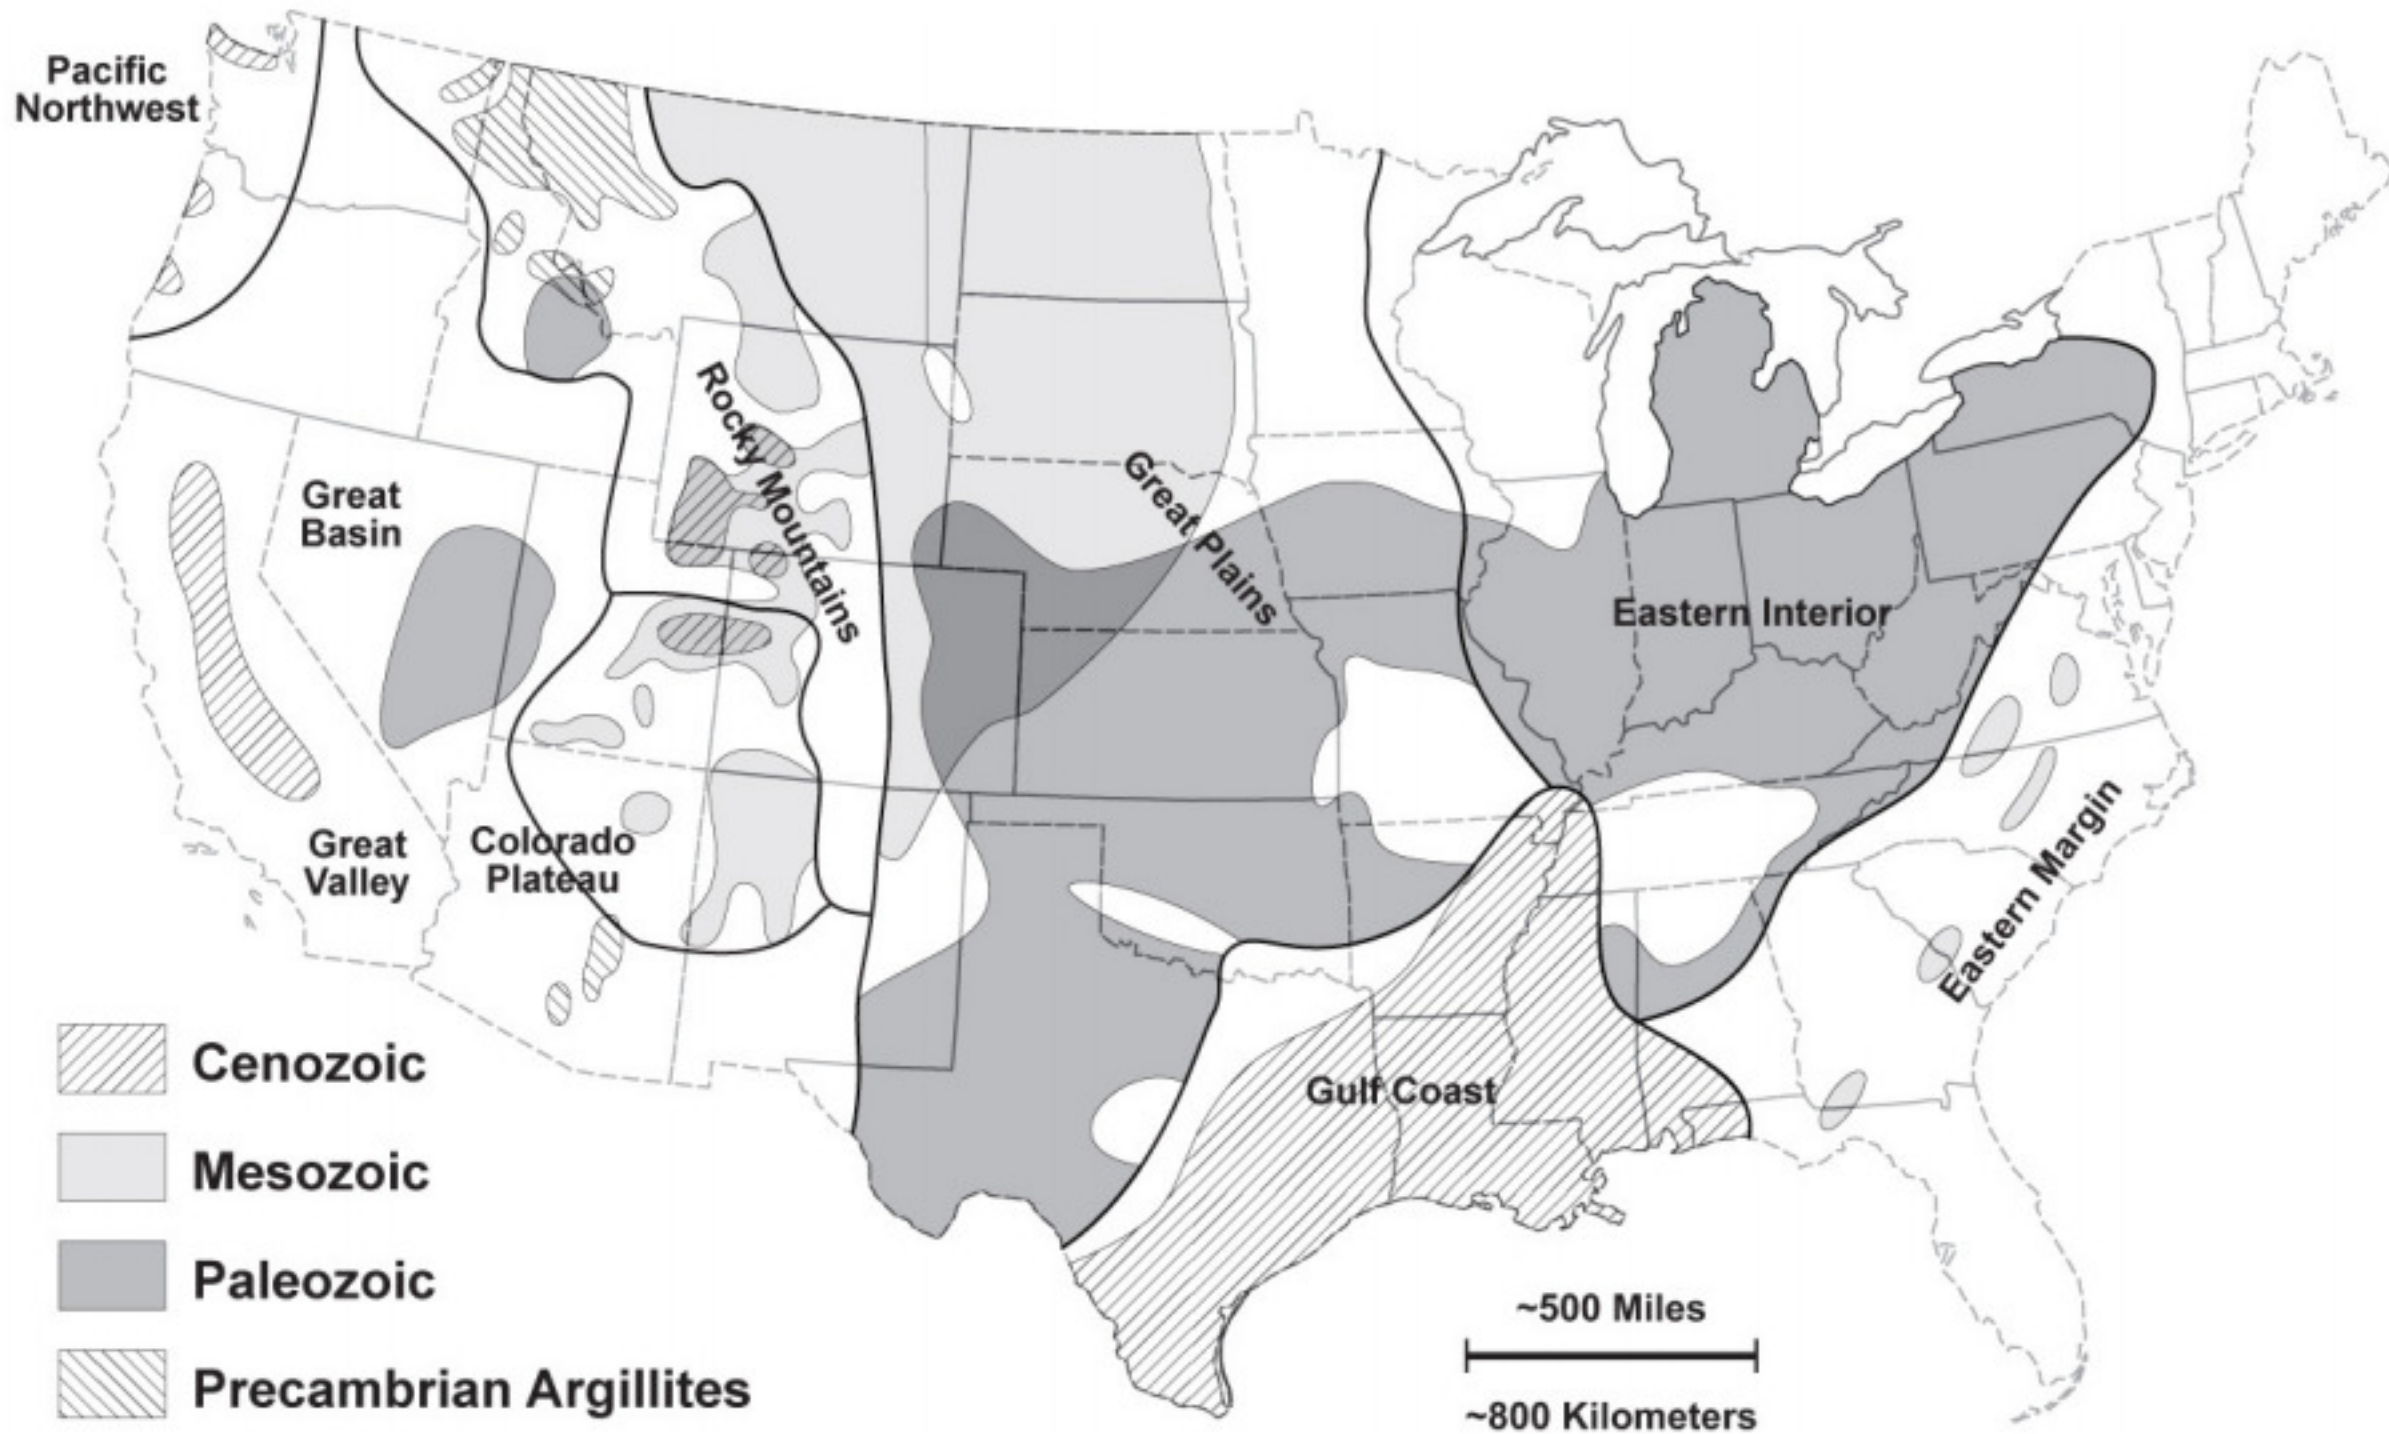 Pacific
Northwest
Great
Basin
Great
Valley
Colorado
Plateau
Rocky Mountains
Great Plains
Eastern Interior
Eastern Margin
Gulf Coast
Cenozoic
Mesozoic
Paleozoic
Precambrian Argillites
~500 Miles
~800 Kilometers